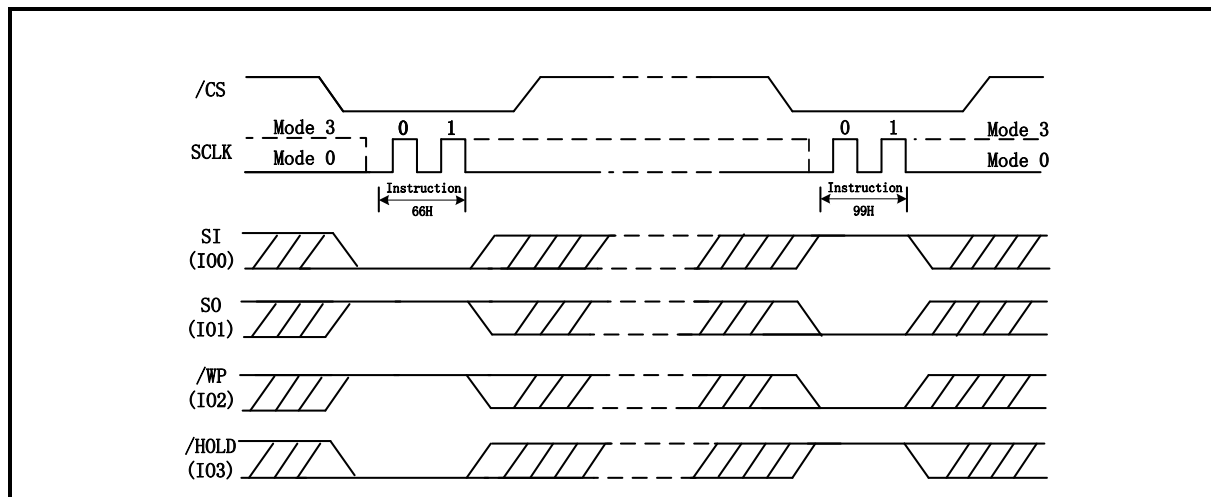 /CS
Mode 3 0 1 0 1 Mode 3
SCLK
Mode 0 Mode 0
Instruction Instruction
66H 99H
SI
(IO0)
SO
(IO1)
/WP
(IO2)
/HOLD
(IO3)